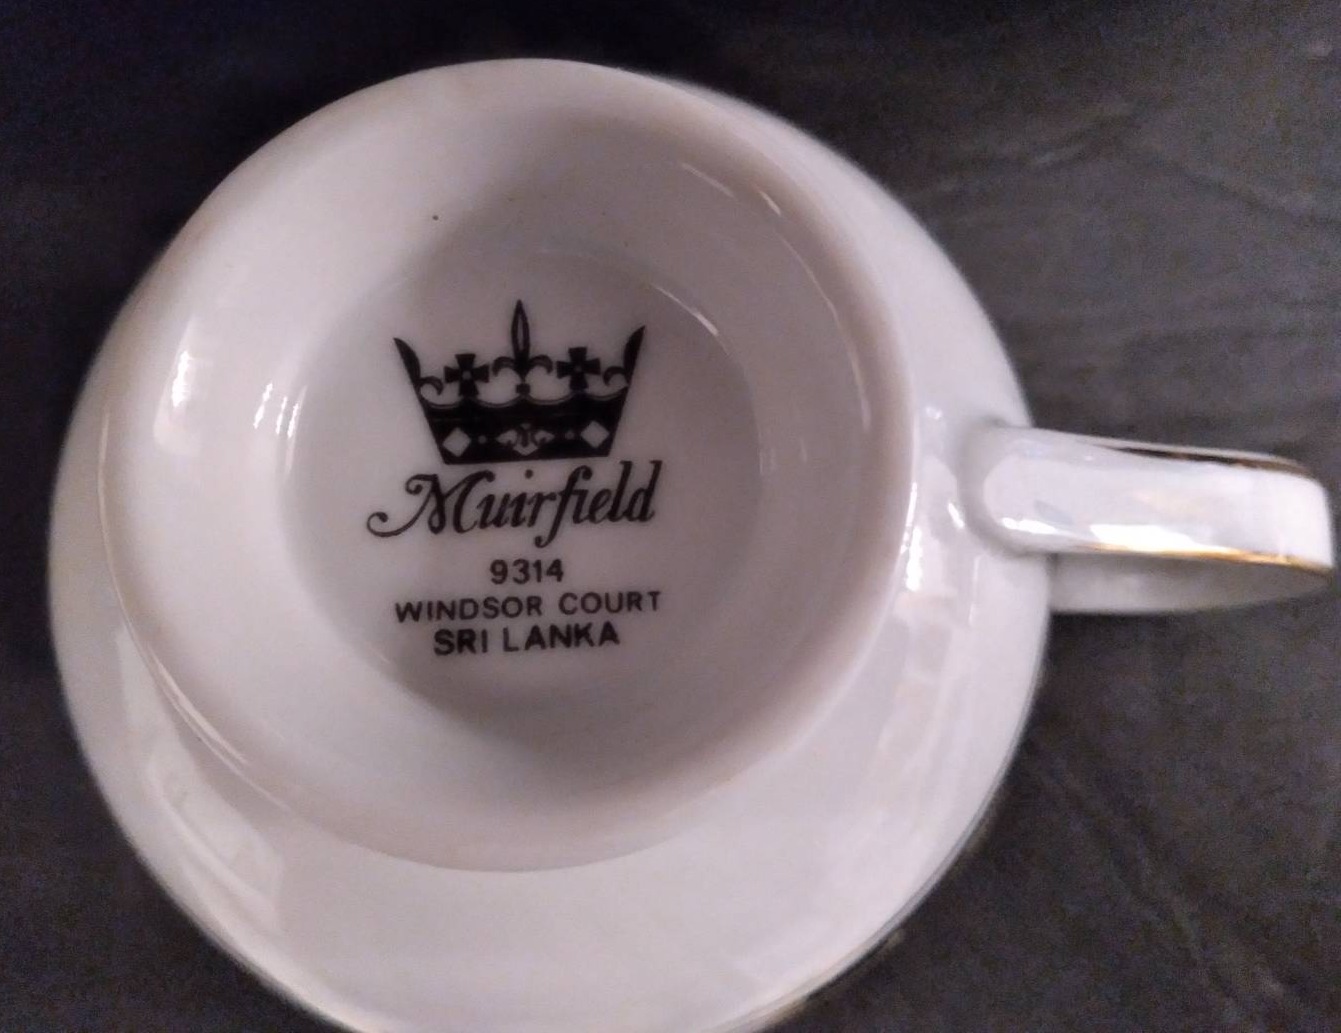 Muirfield
9314
WINDSOR COURT
SRI LANKA